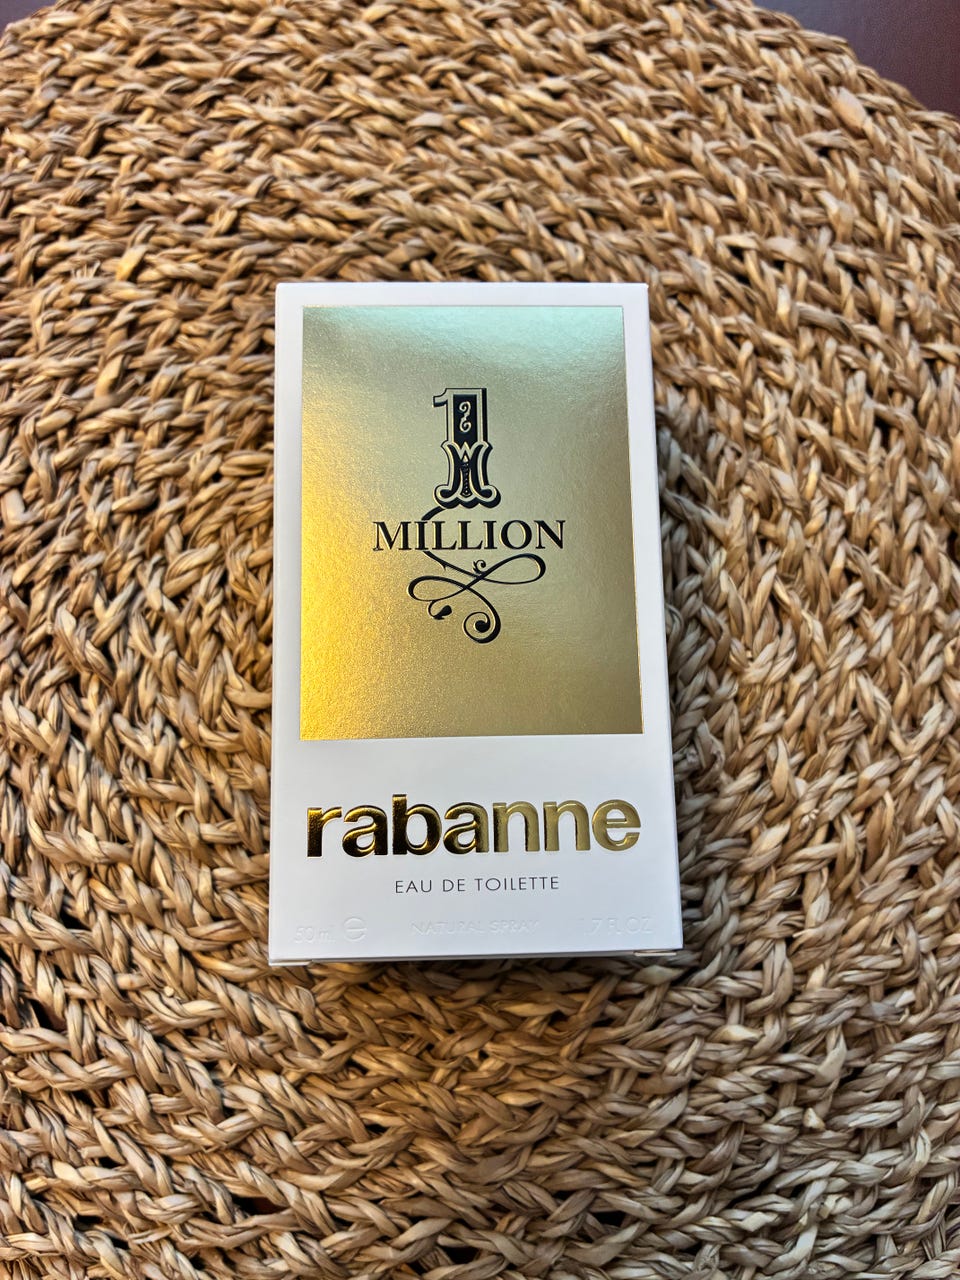 1
MILLION
rabanne
EAU DE TOILETTE
50 ml ℮ NATURAL SPRAY 1.7 FL OZ